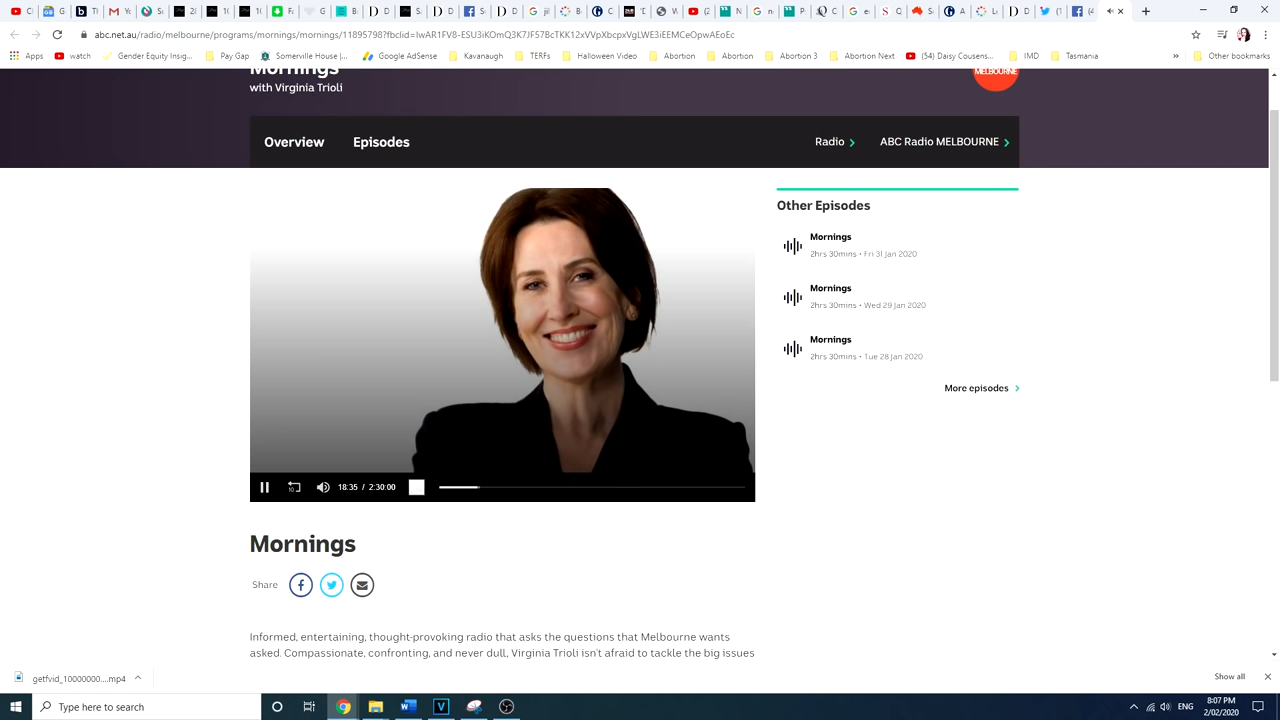 abc.net.au/radio/melbourne/programs/mornings/mornings/11895798?fbclid=IwAR1FV8-ESU3iKOmQ3K7JF57BcTKK12xVVpXbcpxVgLWE3iEEMCeOpwAEoEc
Apps watch Gender Equity Insig... Pay Gap Somerville House |... Google AdSense Kavanaugh TERFs Halloween Video Abortion Abortion Abortion 3 Abortion Next (54) Daisy Cousens... IMD Tasmania » Other bookmarks
Mornings
with Virginia Trioli
MELBOURNE
Overview Episodes Radio ABC Radio MELBOURNE
Other Episodes
Mornings
2hrs 30mins • Fri 31 Jan 2020
Mornings
2hrs 30mins • Wed 29 Jan 2020
Mornings
2hrs 30mins • Tue 28 Jan 2020
More episodes
10 18:35 / 2:30:00
Mornings
Share
Informed, entertaining, thought-provoking radio that asks the questions that Melbourne wants
asked. Compassionate, confronting, and never dull, Virginia Trioli isn't afraid to tackle the big issues
getfvid_10000000....mp4 Show all
Type here to search ENG 8:07 PM
2/02/2020